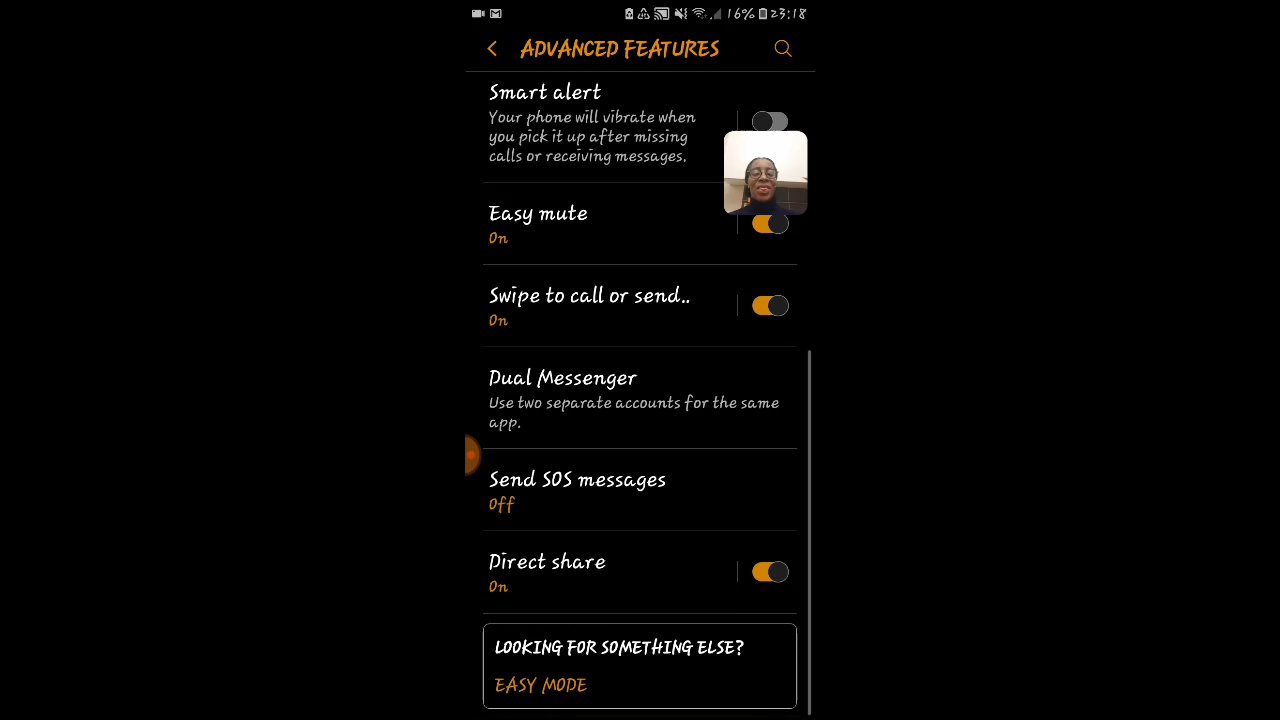 16% 23:18
ADVANCED FEATURES
Smart alert
Your phone will vibrate when
you pick it up after missing
calls or receiving messages.
Easy mute
On
Swipe to call or send..
On
Dual Messenger
Use two separate accounts for the same
app.
Send SOS messages
Off
Direct share
On
LOOKING FOR SOMETHING ELSE?
EASY MODE